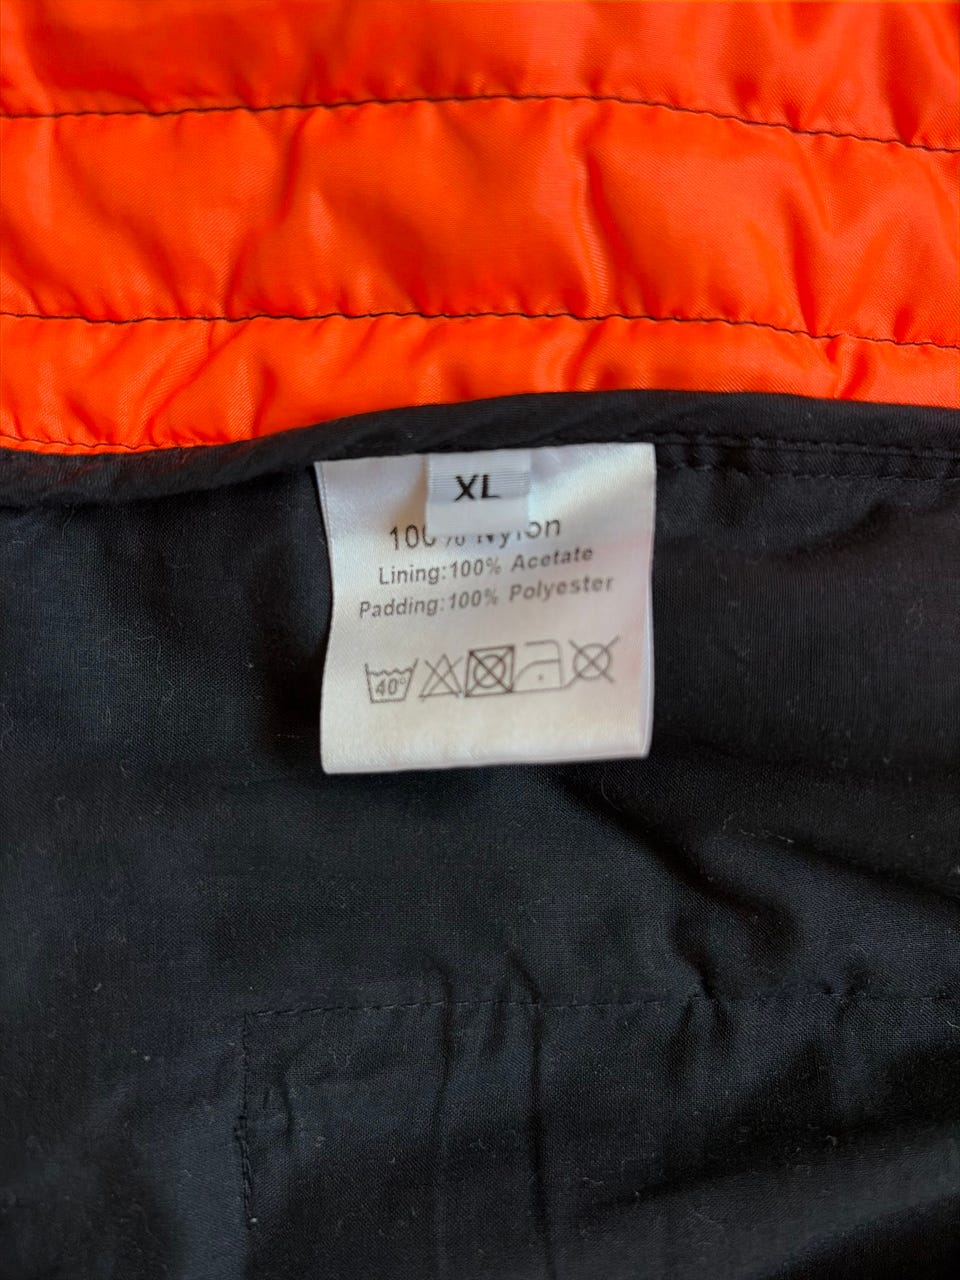 XL
100% Nylon
Lining:100% Acetate
Padding:100% Polyester
40°